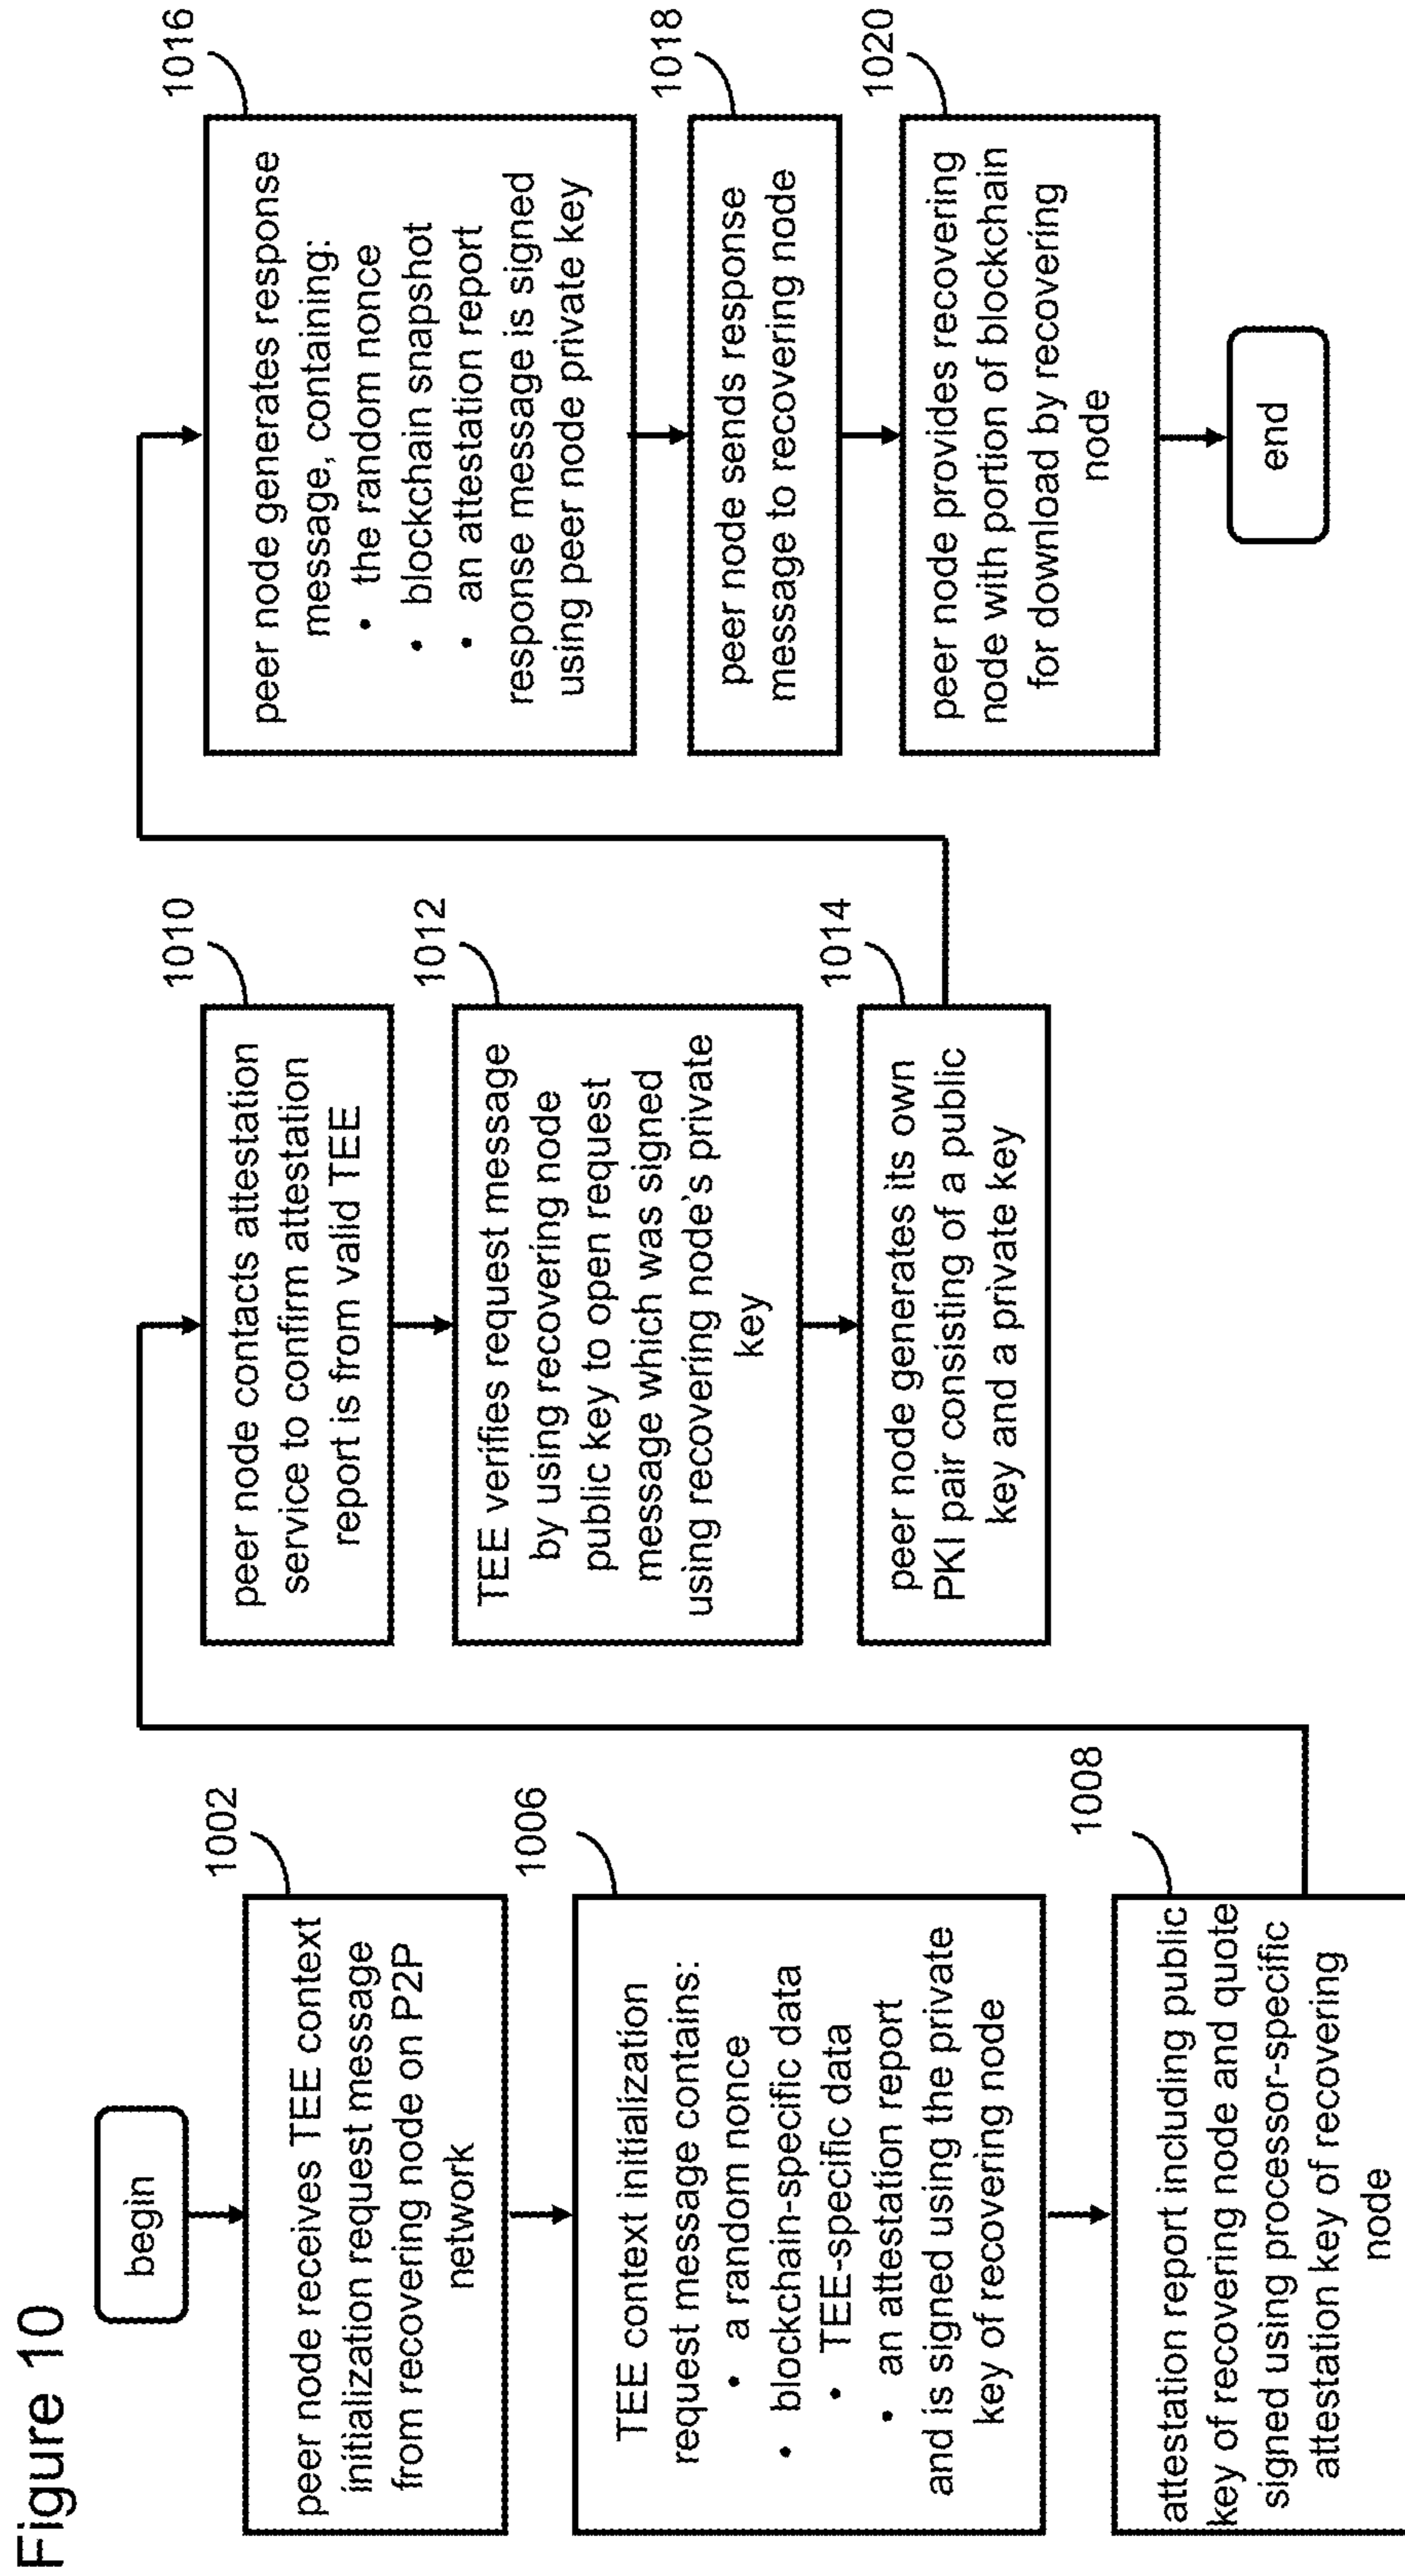 Figure 10
begin
1002
peer node receives TEE context
initialization request message
from recovering node on P2P
network
1006
TEE context initialization
request message contains:
• a random nonce
• blockchain-specific data
• TEE-specific data
• an attestation report
and is signed using the private
key of recovering node
1008
attestation report including public
key of recovering node and quote
signed using processor-specific
attestation key of recovering
node
1010
peer node contacts attestation
service to confirm attestation
report is from valid TEE
1012
TEE verifies request message
by using recovering node
public key to open request
message which was signed
using recovering node's private
key
1014
peer node generates its own
PKI pair consisting of a public
key and a private key
1016
peer node generates response
message, containing:
• the random nonce
• blockchain snapshot
• an attestation report
response message is signed
using peer node private key
1018
peer node sends response
message to recovering node
1020
peer node provides recovering
node with portion of blockchain
for download by recovering
node
end